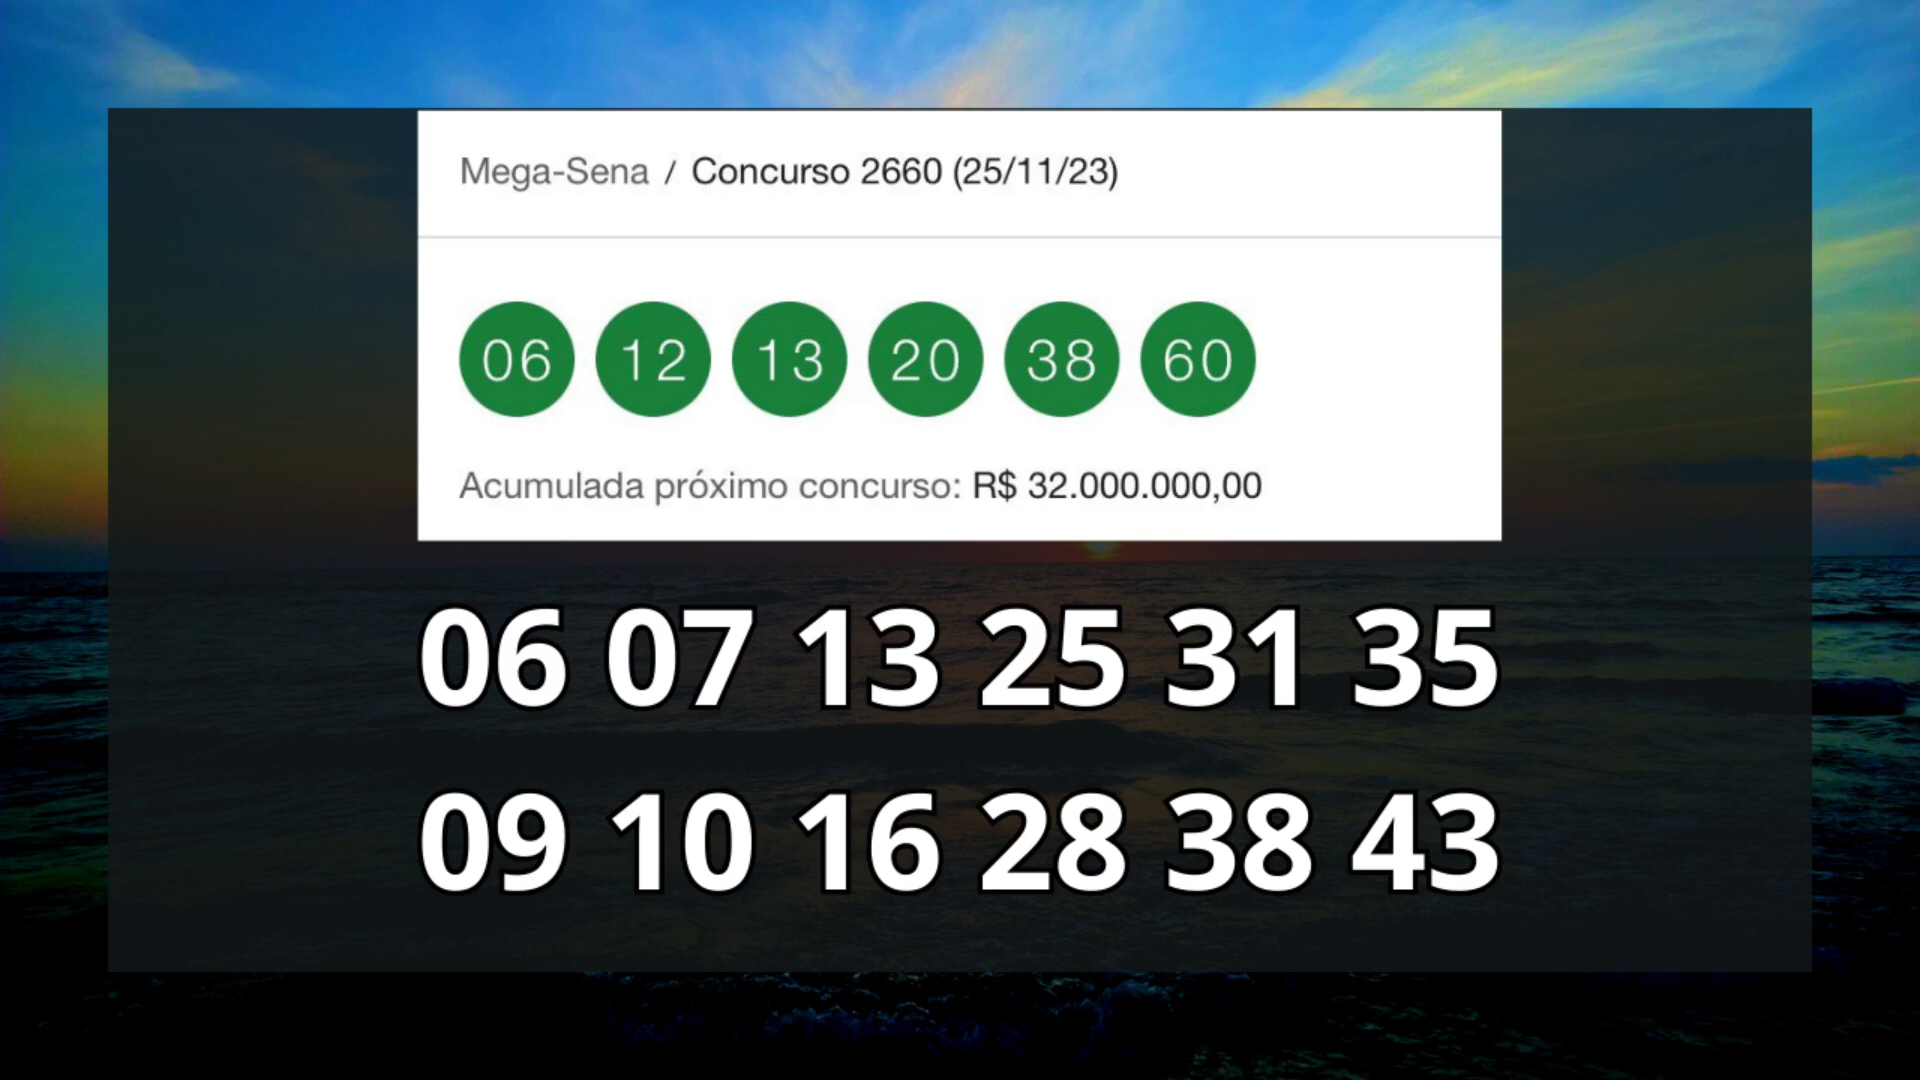 Mega-Sena / Concurso 2660 (25/11/23)
06 12 13 20 38 60
Acumulada próximo concurso: R$ 32.000.000,00
06 07 13 25 31 35
09 10 16 28 38 43